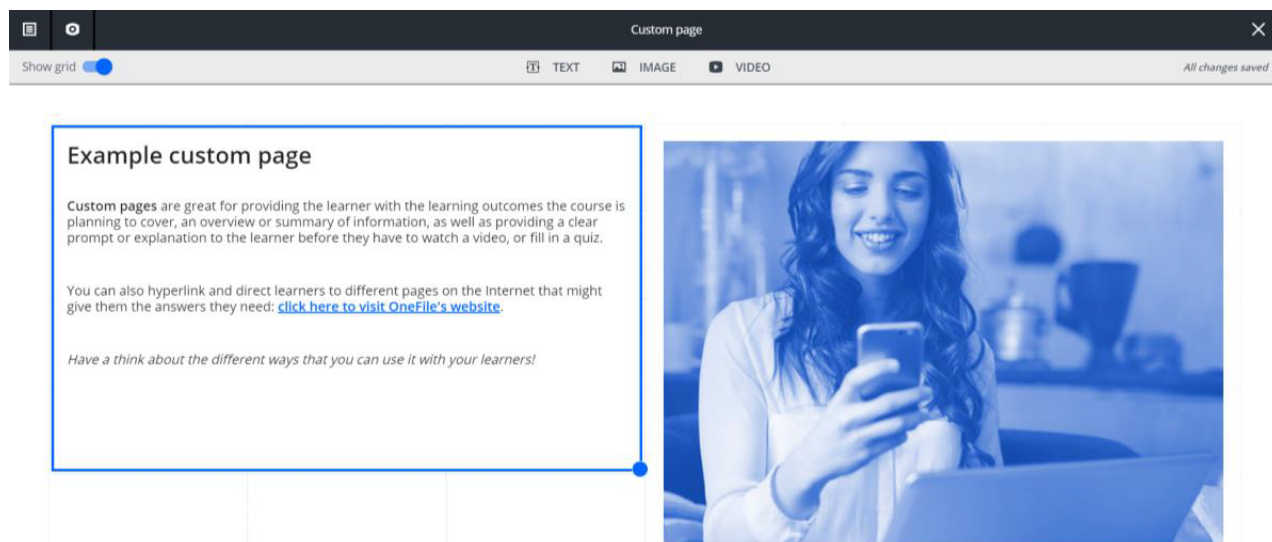 Custom page
Show grid
TEXT
IMAGE
VIDEO
All changes saved
Example custom page
Custom pages are great for providing the learner with the learning outcomes the course is
planning to cover, an overview or summary of information, as well as providing a clear
prompt or explanation to the learner before they have to watch a video, or fill in a quiz.
You can also hyperlink and direct learners to different pages on the Internet that might
give them the answers they need: click here to visit OneFile's website.
Have a think about the different ways that you can use it with your learners!